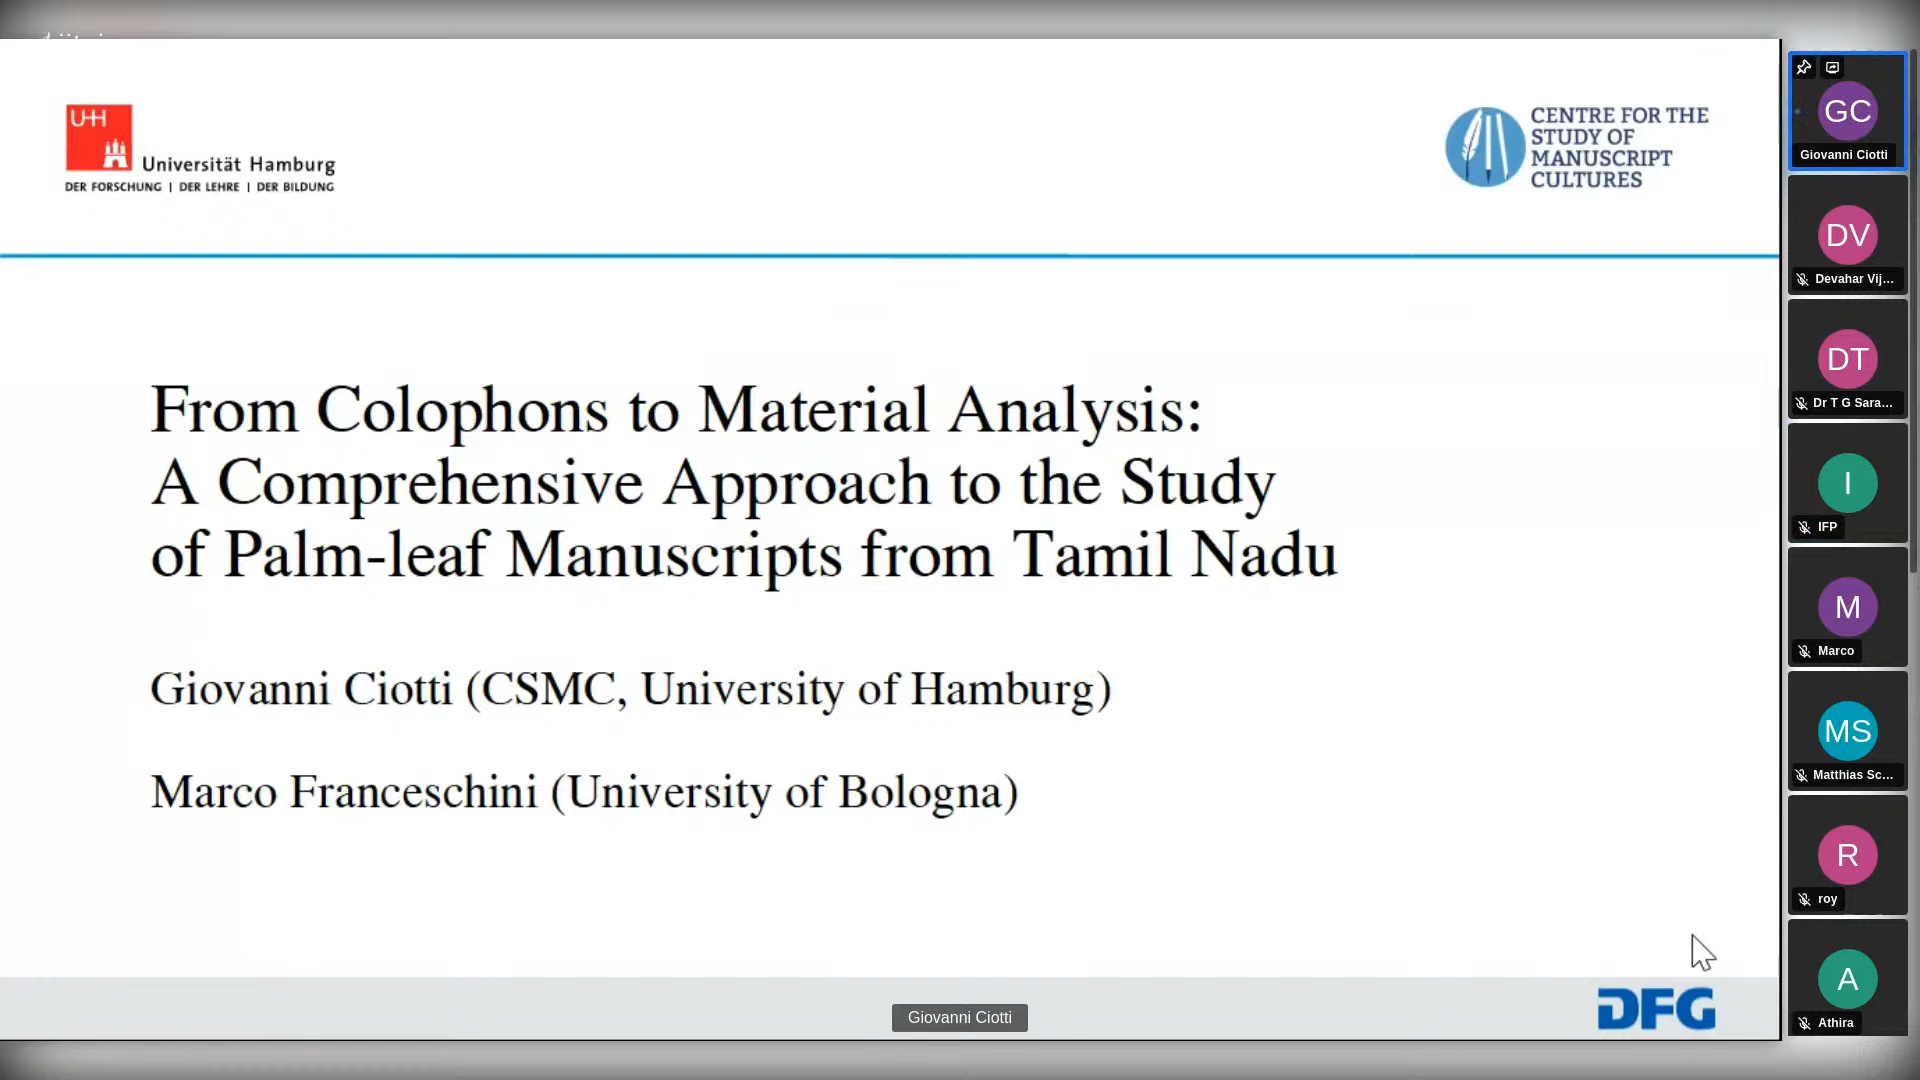 UHH
Universität Hamburg
DER FORSCHUNG | DER LEHRE | DER BILDUNG
CENTRE FOR THE
STUDY OF
MANUSCRIPT
CULTURES
From Colophons to Material Analysis:
A Comprehensive Approach to the Study
of Palm-leaf Manuscripts from Tamil Nadu
Giovanni Ciotti (CSMC, University of Hamburg)
Marco Franceschini (University of Bologna)
DFG
Giovanni Ciotti
GC
Giovanni Ciotti
DV
Devahar Vij...
DT
Dr T G Sara...
I
IFP
M
Marco
MS
Matthias Sc...
R
roy
A
Athira